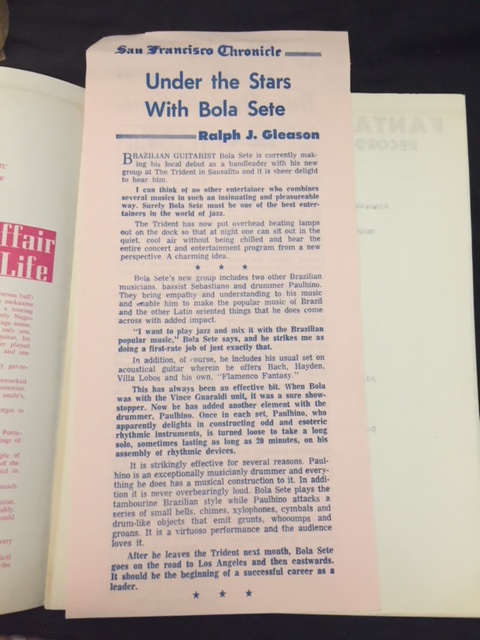 San Francisco Chronicle
Under the Stars
With Bola Sete
Ralph J. Gleason
BRAZILIAN GUITARIST Bola Sete is currently mak-
ing his local debut as a bandleader with his new
group at The Trident in Sausalito and it is sheer delight
to hear him.
I can think of no other entertainer who combines
several musics in such an insinuating and pleasureable
way. Surely Bola Sete must be one of the best enter-
tainers in the world of jazz.
The Trident has now put overhead heating lamps
out on the dock so that at night one can sit out in the
quiet, cool air without being chilled and hear the
entire concert and entertainment program from a new
perspective. A charming idea.
★ ★ ★
Bola Sete's new group includes two other Brazilian
musicians. bassist Sebastiano and drummer Paulhino.
They bring empathy and understanding to his music
and enable him to make the popular music of Brazil
and the other Latin oriented things that he does come
across with added impact.
"I want to play jazz and mix it with the Brazilian
popular music," Bola Sete says, and he strikes me as
doing a first-rate job of just exactly that.
In addition, of course, he includes his usual set on
acoustical guitar wherein he offers Bach, Hayden,
Villa Lobos and his own, "Flamenco Fantasy."
This has always been an effective bit. When Bola
was with the Vince Guaraldi unit, it was a sure show-
stopper. Now he has added another element with the
drummer, Paulhino. Once in each set, Paulhino, who
apparently delights in constructing odd and esoteric
rhythmic instruments, is turned loose to take a long
solo, sometimes lasting as long as 20 minutes, on his
assembly of rhythmic devices.
It is strikingly effective for several reasons. Paul-
hino is an exceptionally musicianly drummer and every-
thing he does has a musical construction to it. In addi-
tion it is never overbearingly loud. Bola Sete plays the
tambourine Brazilian style while Paulhino attacks a
series of small bells, chimes, xylophones, cymbals and
drum-like objects that emit grunts, whooomps and
groans. It is a virtuoso performance and the audience
loves it.
After he leaves the Trident next month, Bola Sete
goes on the road to Los Angeles and then eastwards.
It should be the beginning of a successful career as a
leader.
★ ★ ★
ffair
Life